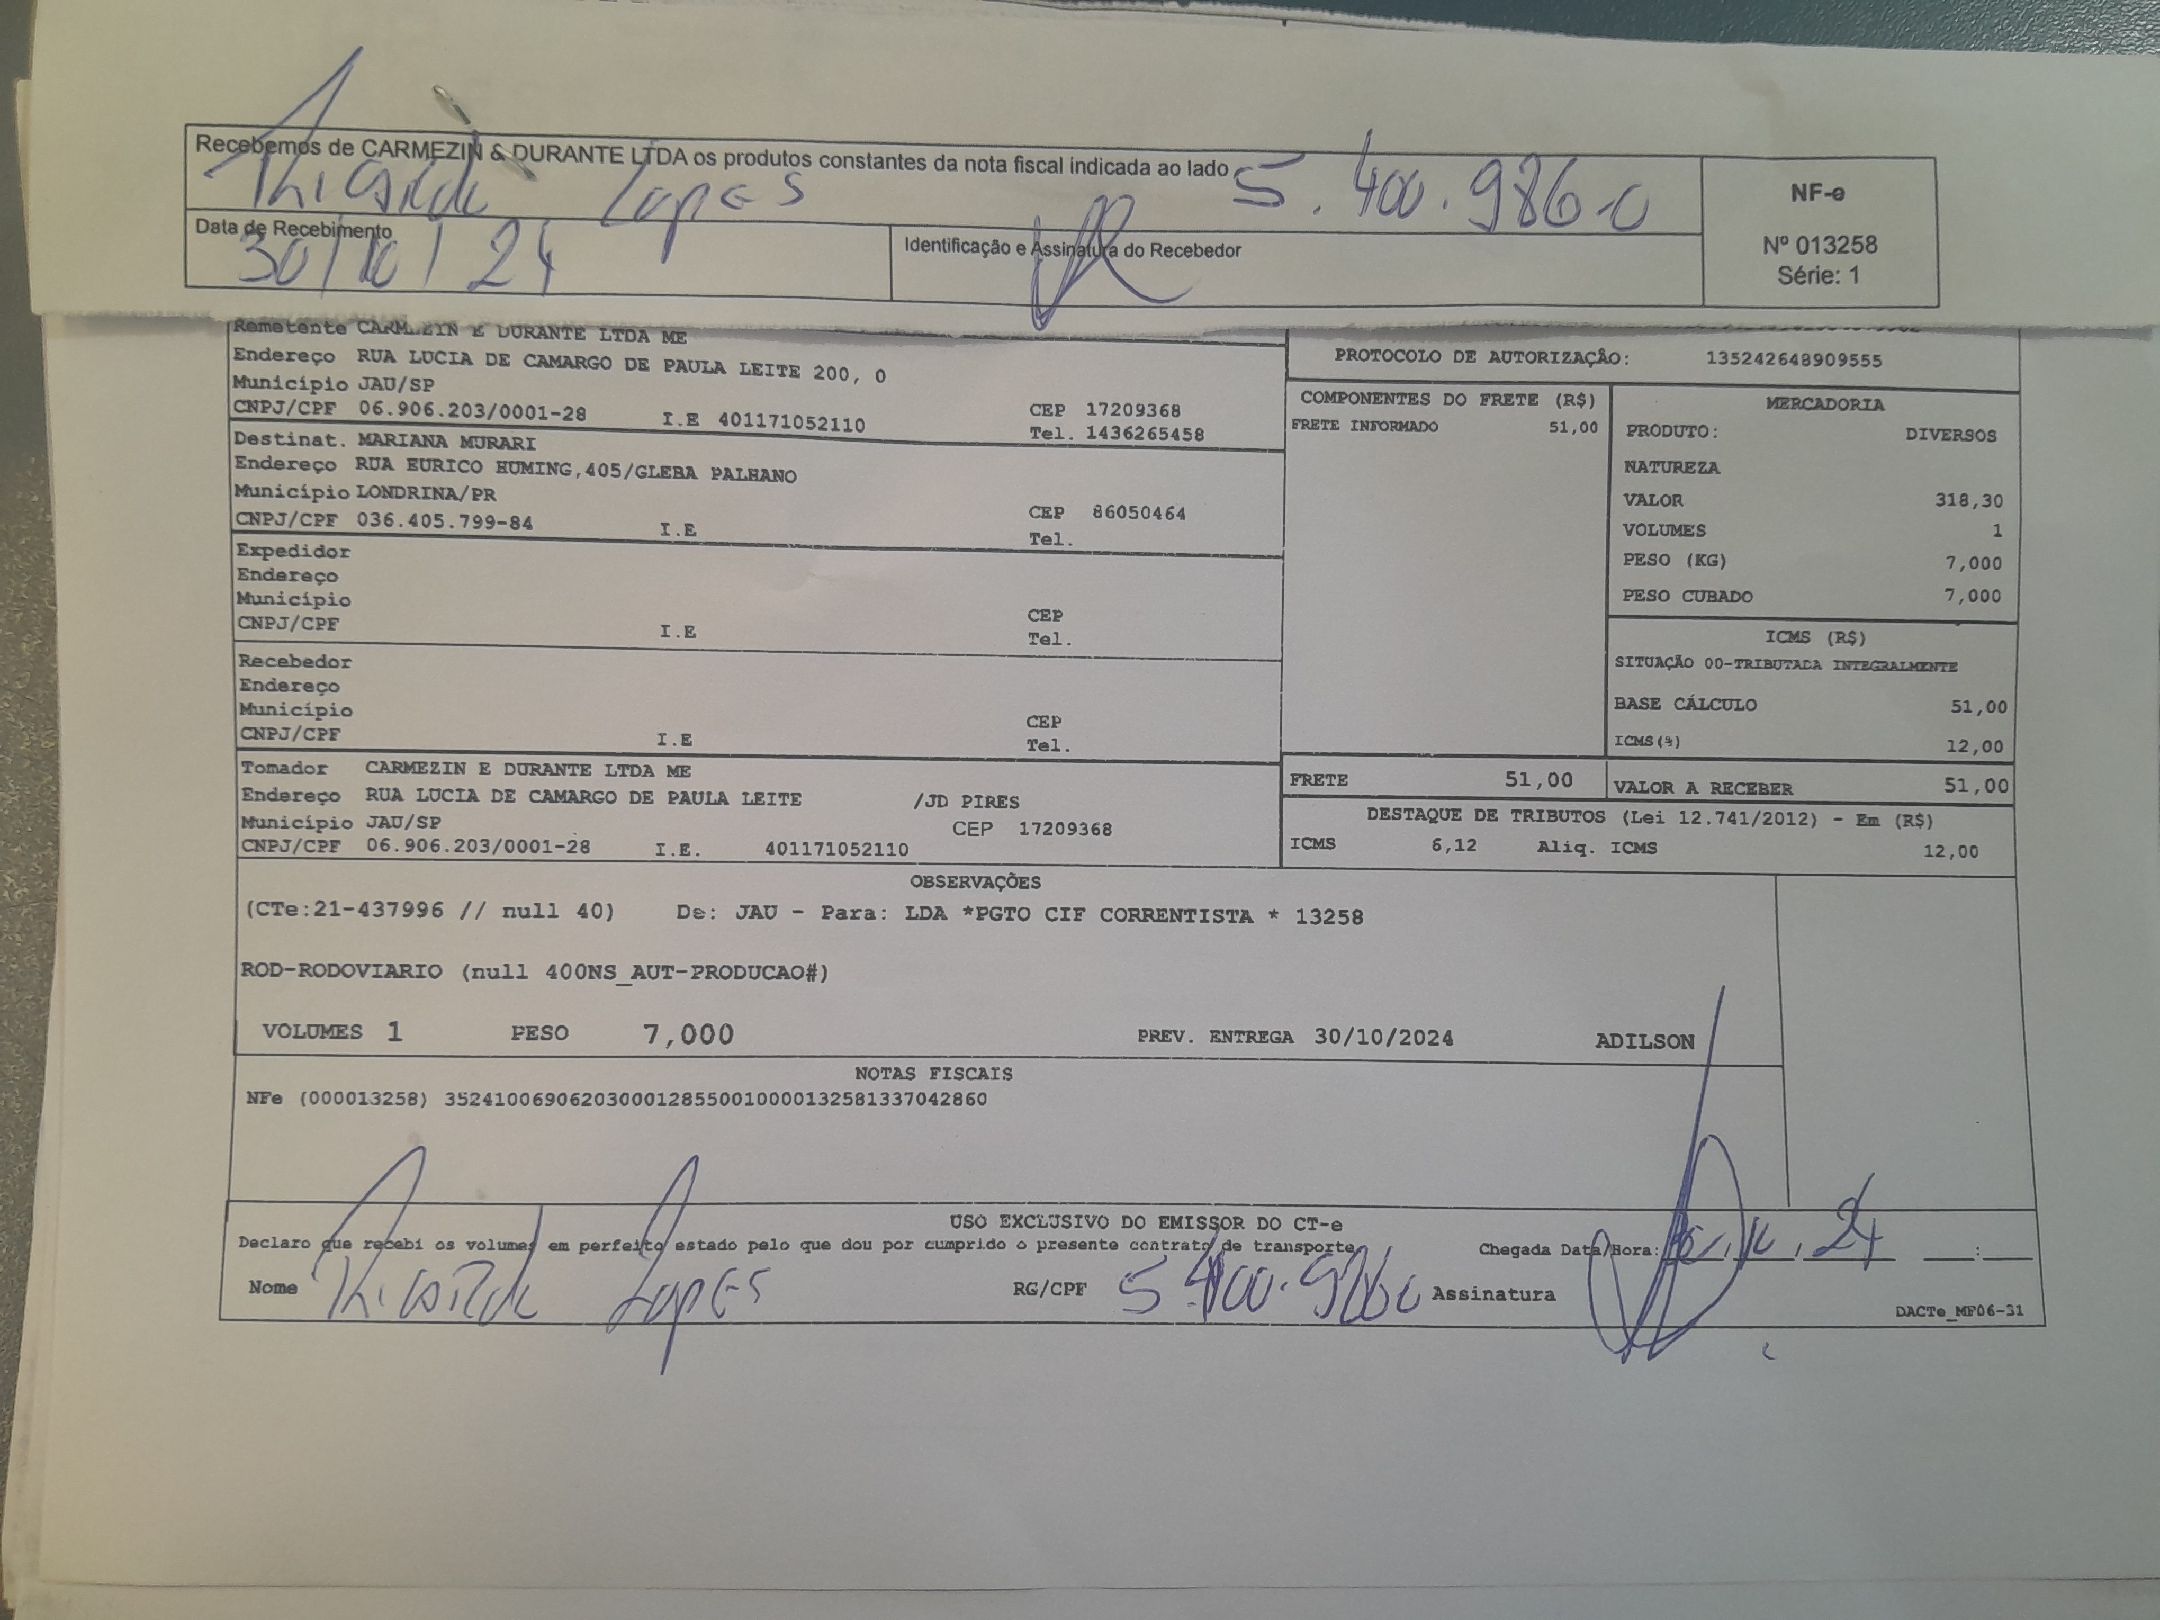 Recebemos de CARMEZIN & DURANTE LTDA os produtos constantes da nota fiscal indicada ao lado
Ricardo Lopes 5.400.986-0
Data de Recebimento
30/10/24
Identificação e Assinatura do Recebedor
NF-e
Nº 013258
Série: 1
Remetente CARMEZIN E DURANTE LTDA ME
Endereço RUA LUCIA DE CAMARGO DE PAULA LEITE 200, 0
Município JAU/SP
CNPJ/CPF 06.906.203/0001-28 I.E 401171052110 CEP 17209368
Tel. 1436265458
Destinat. MARIANA MURARI
Endereço RUA EURICO HUMING,405/GLEBA PALHANO
Município LONDRINA/PR
CNPJ/CPF 036.405.799-84 I.E CEP 86050464
Tel.
Expedidor
Endereço
Município
CNPJ/CPF I.E CEP
Tel.
Recebedor
Endereço
Município
CNPJ/CPF I.E CEP
Tel.
Tomador CARMEZIN E DURANTE LTDA ME
Endereço RUA LUCIA DE CAMARGO DE PAULA LEITE /JD PIRES
Município JAU/SP CEP 17209368
CNPJ/CPF 06.906.203/0001-28 I.E. 401171052110
PROTOCOLO DE AUTORIZAÇÃO: 135242648909555
COMPONENTES DO FRETE (R$)
FRETE INFORMADO 51,00
MERCADORIA
PRODUTO: DIVERSOS
NATUREZA
VALOR 318,30
VOLUMES 1
PESO (KG) 7,000
PESO CUBADO 7,000
ICMS (R$)
SITUAÇÃO 00-TRIBUTADA INTEGRALMENTE
BASE CÁLCULO 51,00
ICMS(%) 12,00
FRETE 51,00 VALOR A RECEBER 51,00
DESTAQUE DE TRIBUTOS (Lei 12.741/2012) - Em (R$)
ICMS 6,12 Aliq. ICMS 12,00
OBSERVAÇÕES
(CTe:21-437996 // null 40) De: JAU - Para: LDA *PGTO CIF CORRENTISTA * 13258
ROD-RODOVIARIO (null 400NS_AUT-PRODUCAO#)
VOLUMES 1 PESO 7,000 PREV. ENTREGA 30/10/2024 ADILSON
NOTAS FISCAIS
NFe (000013258) 35241006906203000128550010000132581337042860
USO EXCLUSIVO DO EMISSOR DO CT-e
Declaro que recebi os volumes em perfeito estado pelo que dou por cumprido o presente contrato de transporte
Chegada Data/Hora: 30/10/24 __:__
Nome Ricardo Lopes RG/CPF 5.400.9860 Assinatura
DACTe_MF06-31